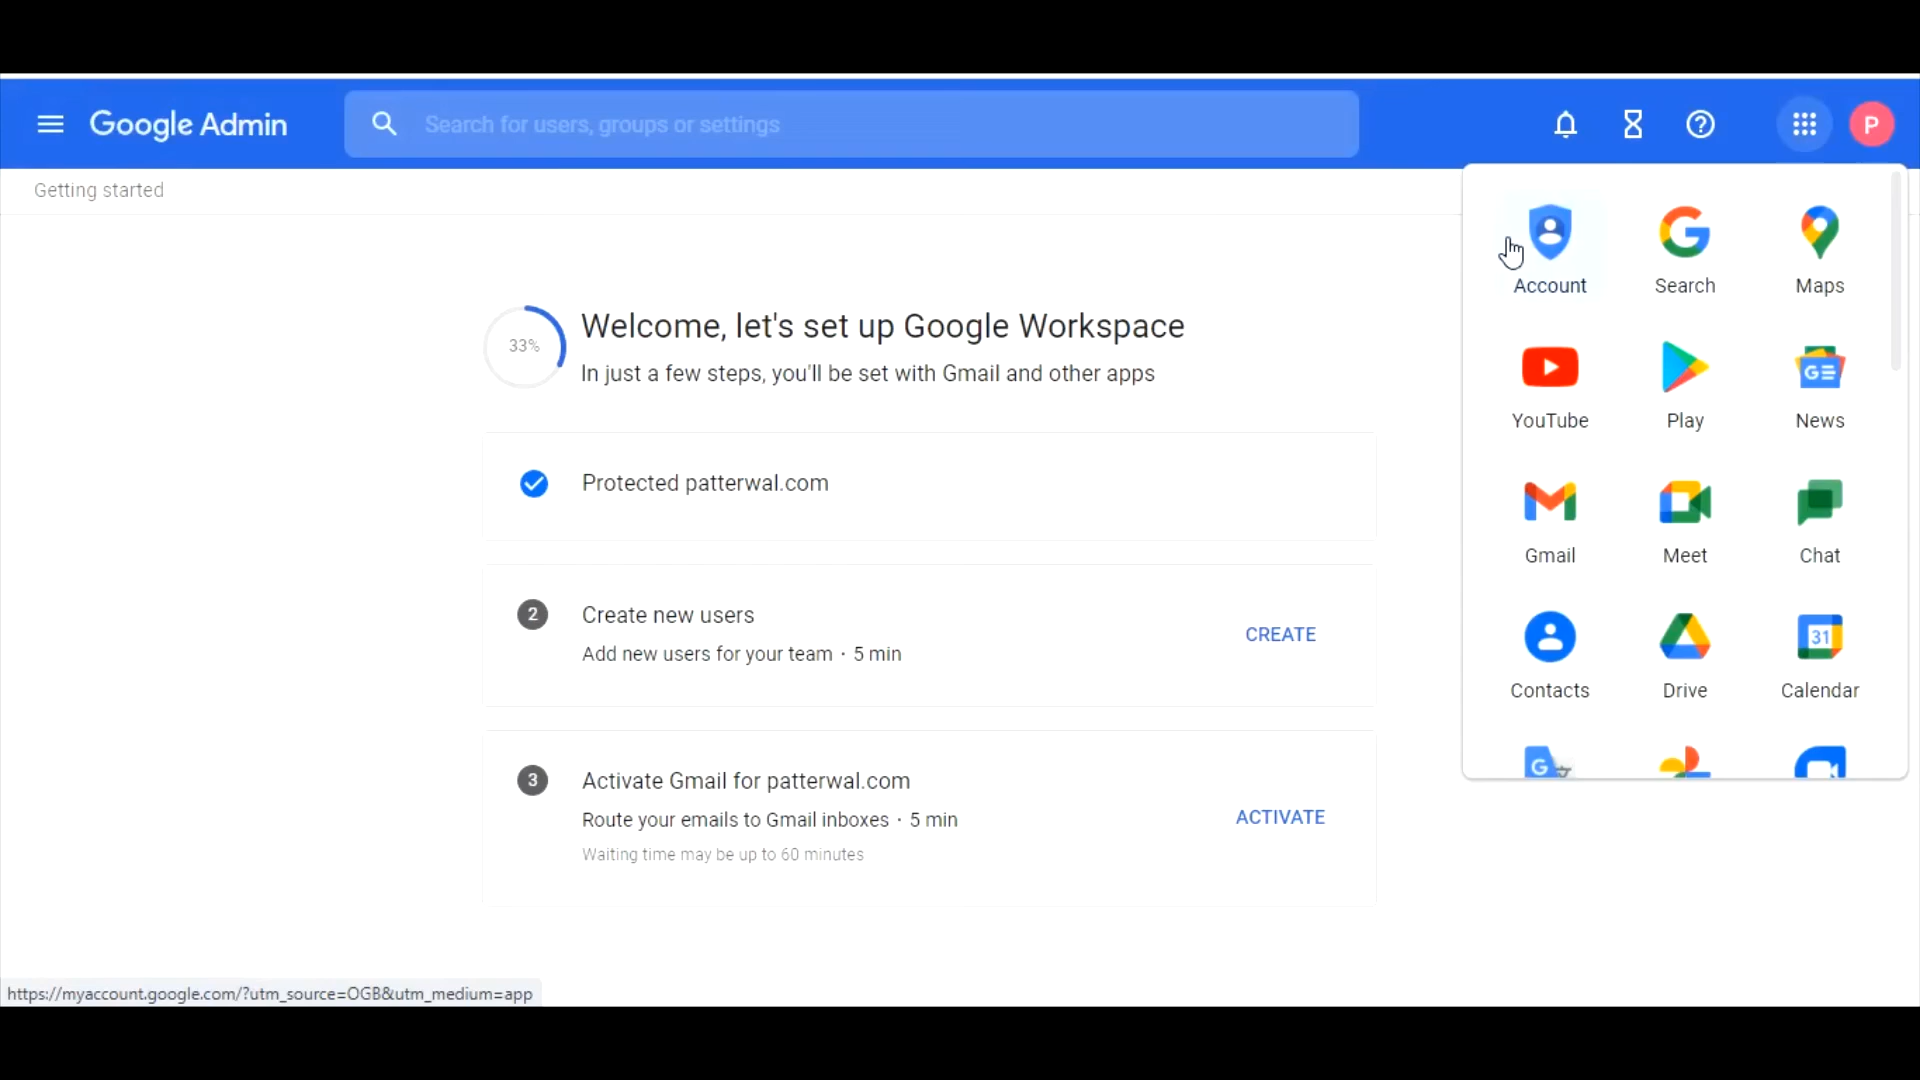 Google Admin
Search for users, groups or settings
P
Getting started
Account Search Maps
33%
Welcome, let's set up Google Workspace
In just a few steps, you'll be set with Gmail and other apps
YouTube Play News
GE
Protected patterwal.com
Gmail Meet Chat
2
Create new users
Add new users for your team · 5 min
CREATE
31
Contacts Drive Calendar
G
3
Activate Gmail for patterwal.com
Route your emails to Gmail inboxes · 5 min
Waiting time may be up to 60 minutes
ACTIVATE
https://myaccount.google.com/?utm_source=OGB&utm_medium=app